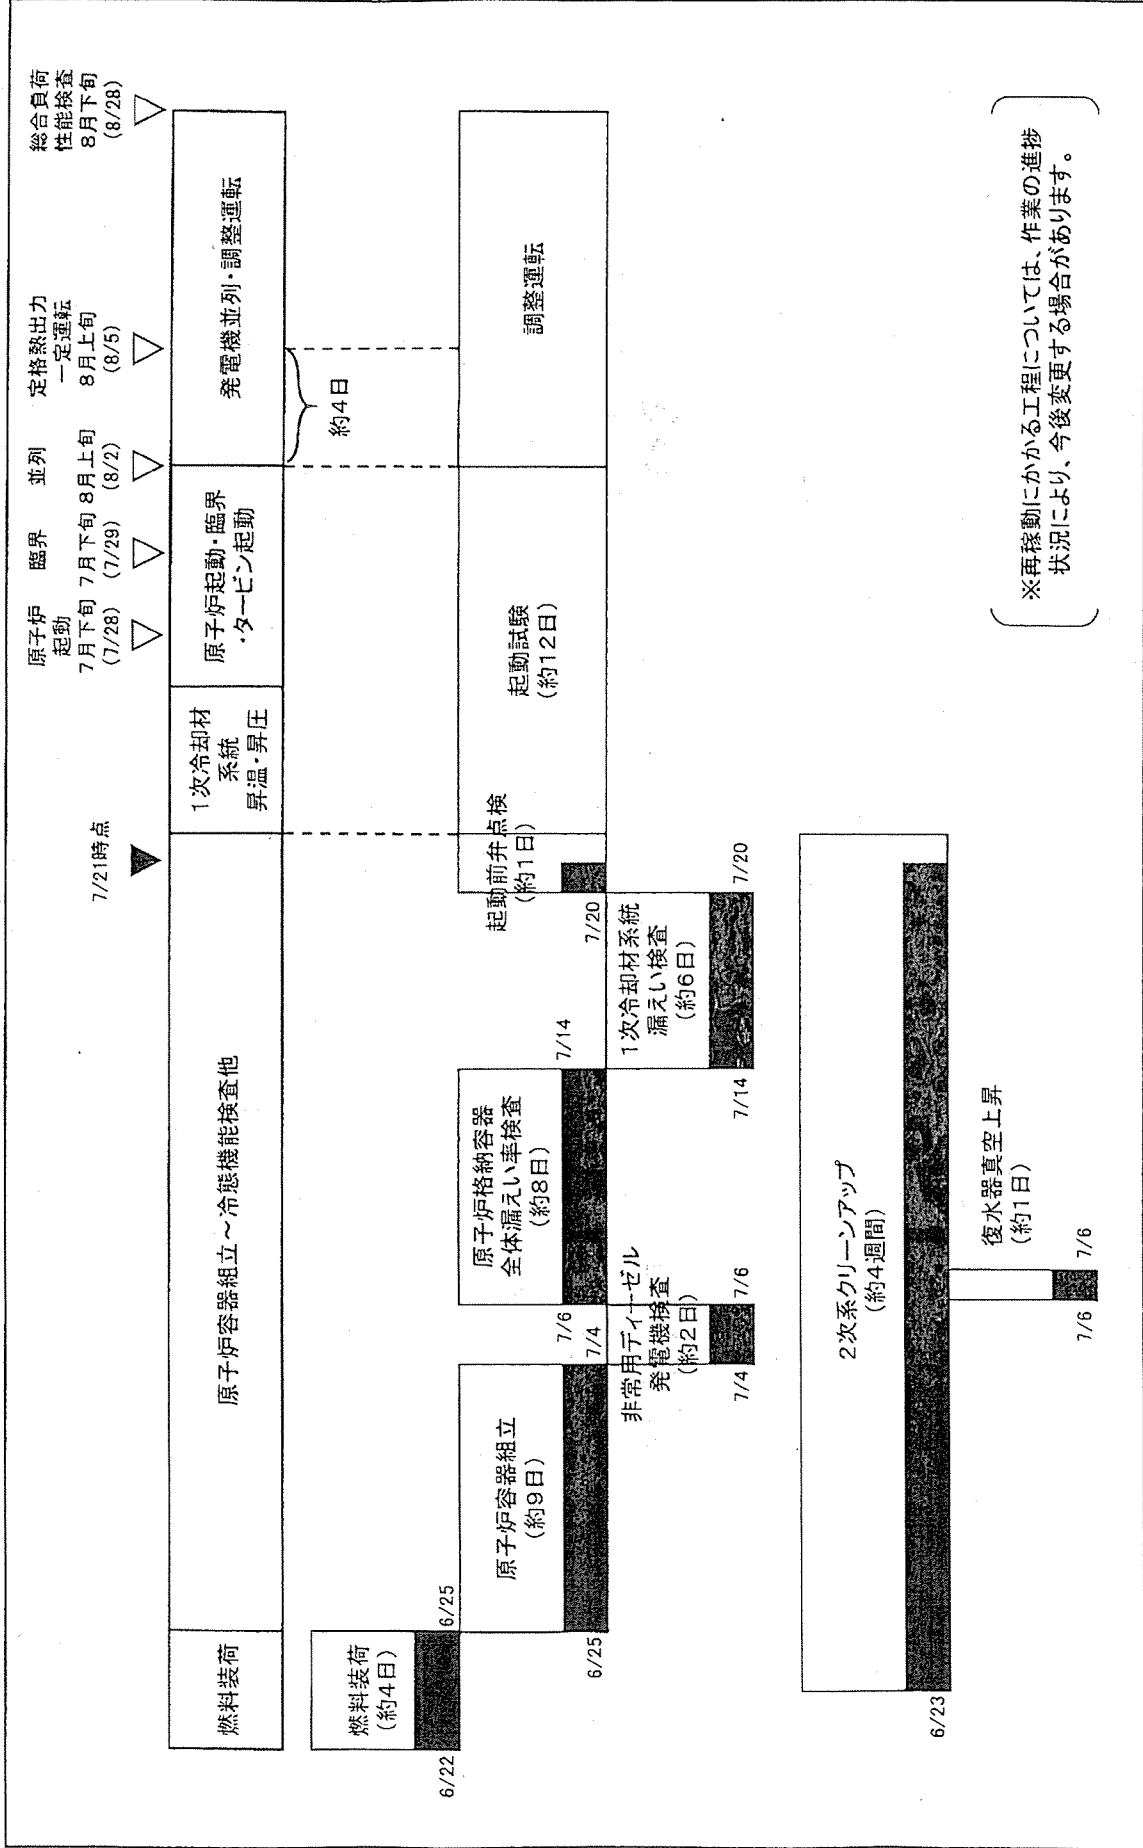 7/21時点
原子炉
起動
7月下旬
(7/28)
臨界
7月下旬
(7/29)
並列
8月上旬
(8/2)
定格熱出力
一定運転
8月上旬
(8/5)
総合負荷
性能検査
8月下旬
(8/28)
燃料装荷
原子炉容器組立～冷態機能検査他
1次冷却材
系統
昇温・昇圧
原子炉起動・臨界
・タービン起動
発電機並列・調整運転
約4日
燃料装荷
(約4日)
6/22
6/25
原子炉容器組立
(約9日)
6/25
7/4
非常用ディーゼル
発電機検査
(約2日)
7/4
7/6
原子炉格納容器
全体漏えい率検査
(約8日)
7/6
7/14
1次冷却材系統
漏えい検査
(約6日)
7/14
7/20
起動前弁点検
(約1日)
7/20
起動試験
(約12日)
調整運転
2次系クリーンアップ
(約4週間)
6/23
復水器真空上昇
(約1日)
7/6
7/6
※再稼動にかかる工程については、作業の進捗
状況により、今後変更する場合があります。